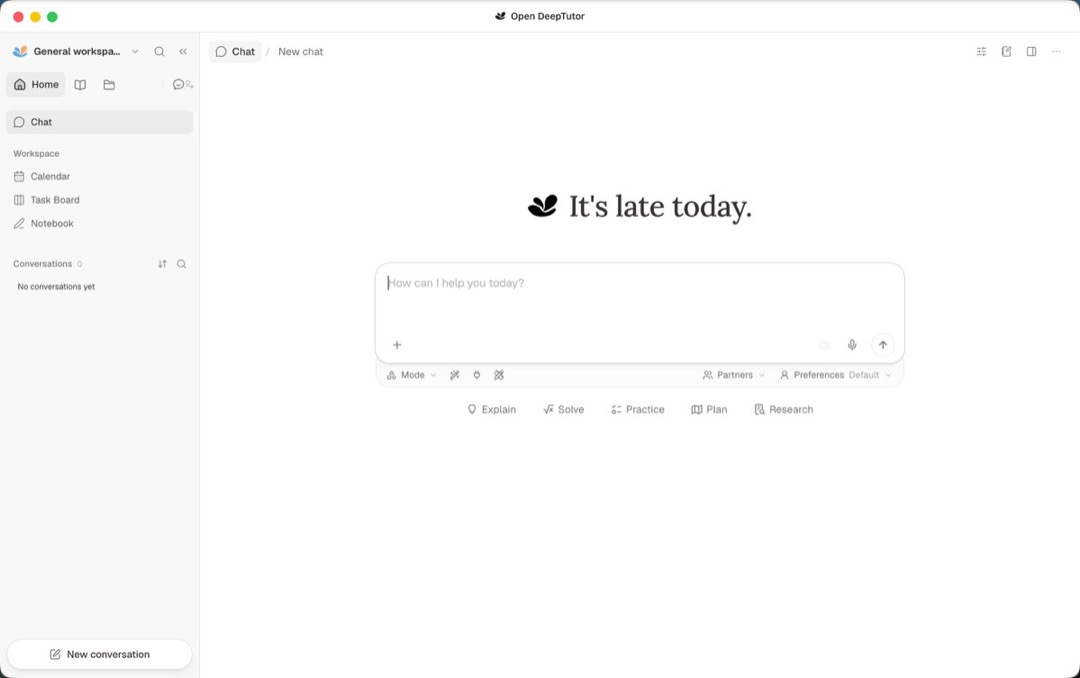 Open DeepTutor
General workspa...
Chat / New chat
Home
Chat
Workspace
Calendar
Task Board
Notebook
Conversations 0
No conversations yet
It's late today.
How can I help you today?
Mode
Partners
Preferences Default
Explain
Solve
Practice
Plan
Research
New conversation